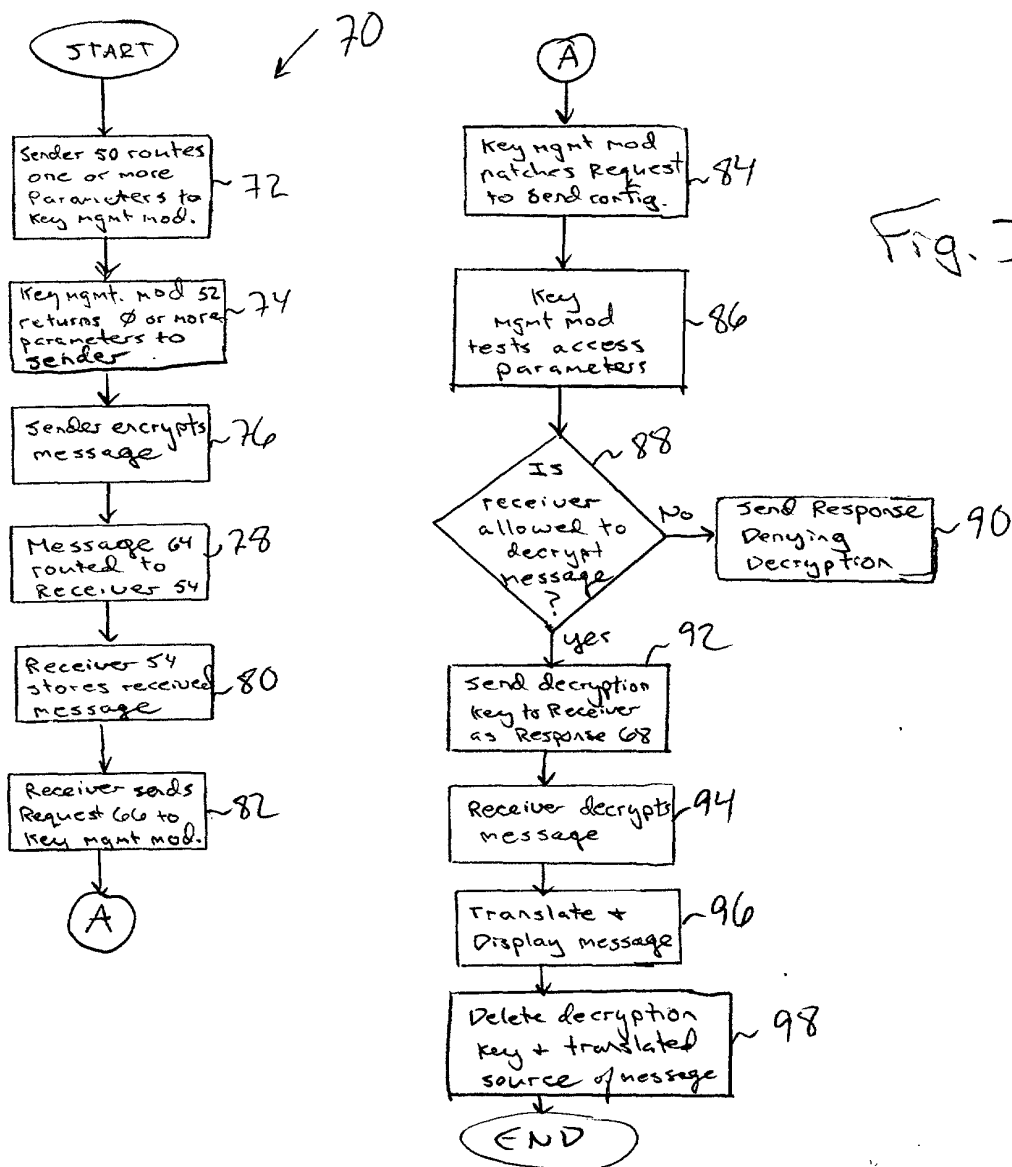 START
70
Sender 50 routes
one or more
Parameters to
Key mgmt mod.
72
Key mgmt. mod 52
returns Ø or more
parameters to
sender
74
Sender encrypts
message
76
Message 64
routed to
Receiver 54
78
Receiver 54
stores received
message
80
Receiver sends
Request 66 to
Key mgmt mod.
82
A
A
Key mgmt mod
matches Request
to Send config.
84
Fig.
Key
mgmt mod
tests access
parameters
86
Is
receiver
allowed to
decrypt
message
?
88
No
Send Response
Denying
Decryption
90
yes
92
Send decryption
Key to Receiver
as Response 68
Receiver decrypts
message
94
Translate +
Display message
96
Delete decryption
Key + translated
source of message
98
END